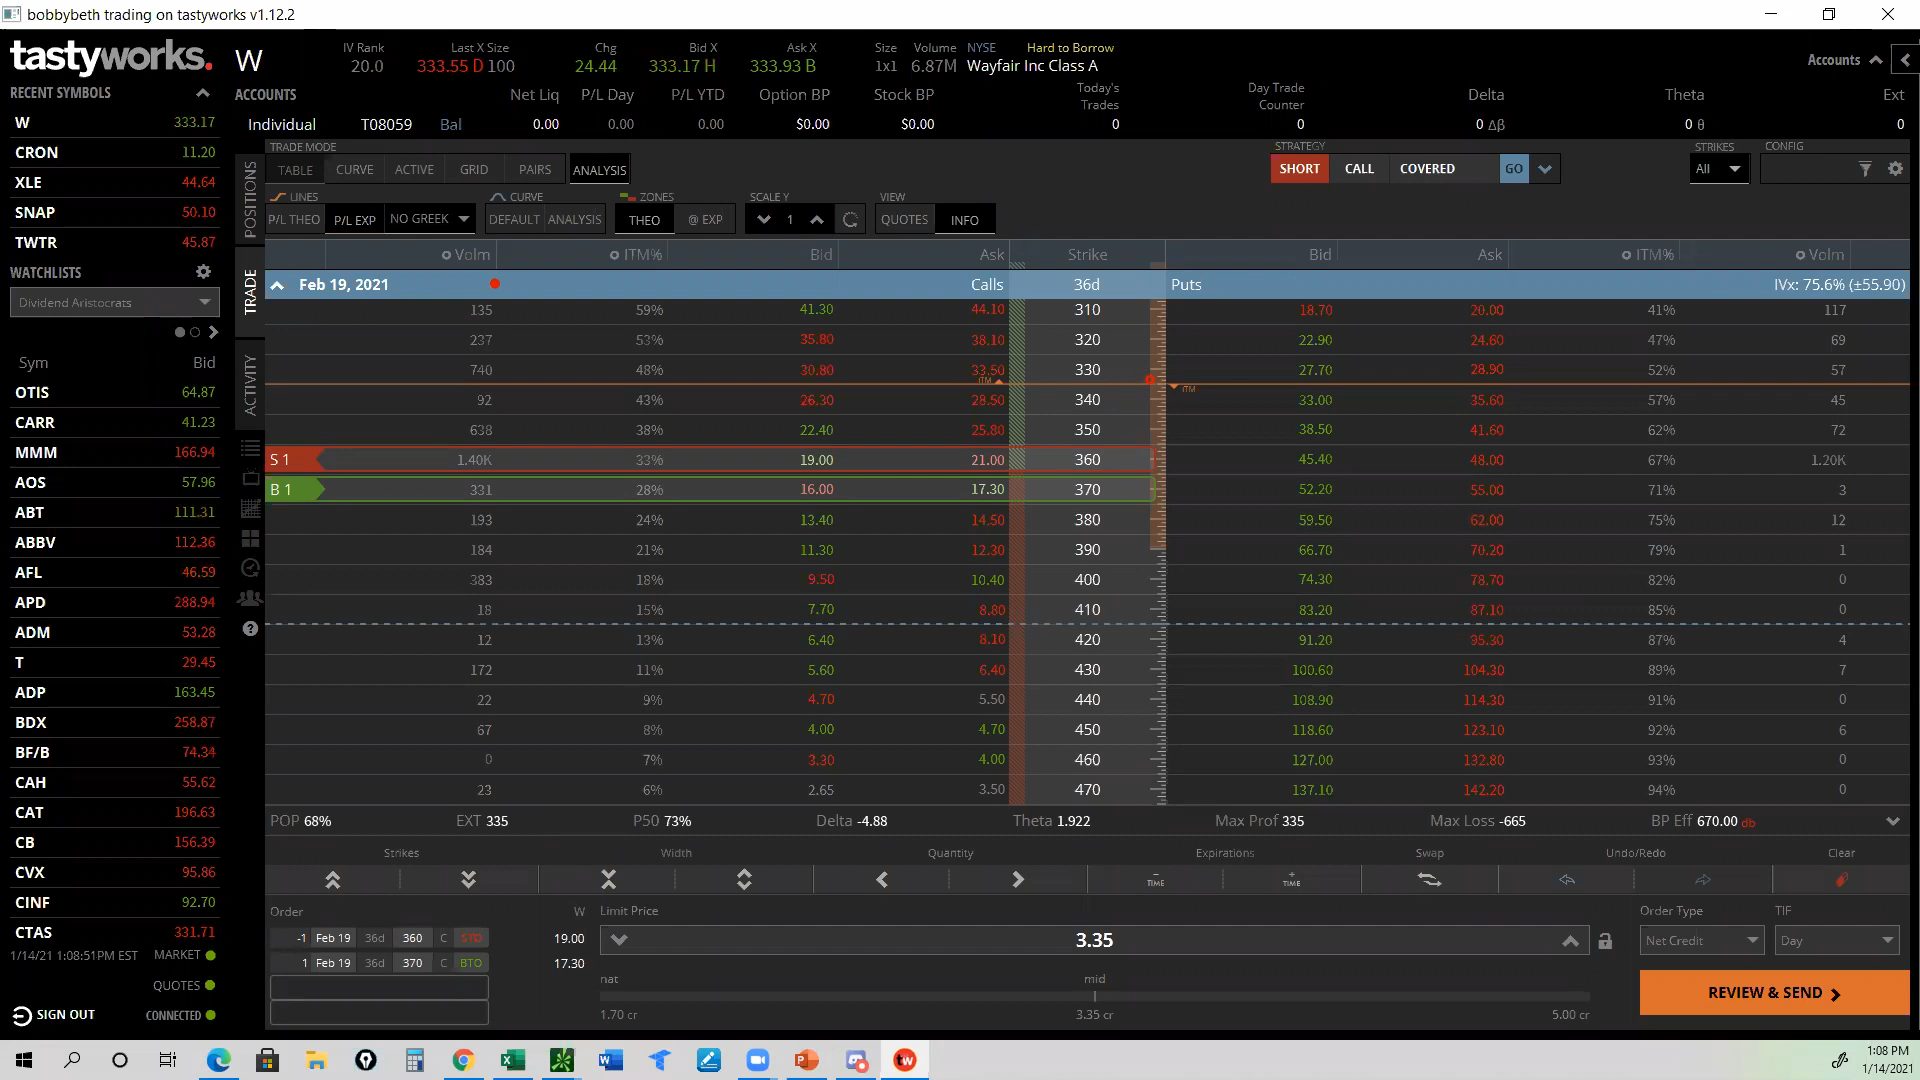 bobbybeth trading on tastyworks v1.12.2
tastyworks.
W
IV Rank
20.0
Last X Size
333.55 D 100
Chg
24.44
Bid X
333.17 H
Ask X
333.93 B
Size
1x1
Volume
6.87M
NYSE
Hard to Borrow
Wayfair Inc Class A
Accounts
RECENT SYMBOLS
W 333.17
CRON 11.20
XLE 44.64
SNAP 50.10
TWTR 45.87
WATCHLISTS
Dividend Aristocrats
Sym Bid
OTIS 64.87
CARR 41.23
MMM 166.94
AOS 57.96
ABT 111.31
ABBV 112.36
AFL 46.59
APD 288.94
ADM 53.28
T 29.45
ADP 163.45
BDX 258.87
BF/B 74.34
CAH 55.62
CAT 196.63
CB 156.39
CVX 95.86
CINF 92.70
CTAS 331.71
1/14/21 1:08:51PM EST MARKET
QUOTES
SIGN OUT CONNECTED
ACCOUNTS Net Liq P/L Day P/L YTD Option BP Stock BP Today's Trades Day Trade Counter Delta Theta Ext
Individual T08059 Bal 0.00 0.00 0.00 $0.00 $0.00 0 0 0 Δβ 0 θ 0
POSITIONS
TRADE
ACTIVITY
TRADE MODE
TABLE CURVE ACTIVE GRID PAIRS ANALYSIS
STRATEGY
SHORT CALL COVERED GO
STRIKES
All
CONFIG
LINES CURVE ZONES SCALE Y VIEW
P/L THEO P/L EXP NO GREEK DEFAULT ANALYSIS THEO @ EXP 1 QUOTES INFO
Volm ITM% Bid Ask Strike Bid Ask ITM% Volm
Feb 19, 2021 Calls 36d Puts IVx: 75.6% (±55.90)
135 59% 41.30 44.10 310 18.70 20.00 41% 117
237 53% 35.80 38.10 320 22.90 24.60 47% 69
740 48% 30.80 33.50 330 27.70 28.90 52% 57
ITM ITM
92 43% 26.30 28.50 340 33.00 35.60 57% 45
638 38% 22.40 25.80 350 38.50 41.60 62% 72
S 1 1.40K 33% 19.00 21.00 360 45.40 48.00 67% 1.20K
B 1 331 28% 16.00 17.30 370 52.20 55.00 71% 3
193 24% 13.40 14.50 380 59.50 62.00 75% 12
184 21% 11.30 12.30 390 66.70 70.20 79% 1
383 18% 9.50 10.40 400 74.30 78.70 82% 0
18 15% 7.70 8.80 410 83.20 87.10 85% 0
12 13% 6.40 8.10 420 91.20 95.30 87% 4
172 11% 5.60 6.40 430 100.60 104.30 89% 7
22 9% 4.70 5.50 440 108.90 114.30 91% 0
67 8% 4.00 4.70 450 118.60 123.10 92% 6
0 7% 3.30 4.00 460 127.00 132.80 93% 0
23 6% 2.65 3.50 470 137.10 142.20 94% 0
POP 68% EXT 335 P50 73% Delta -4.88 Theta 1.922 Max Prof 335 Max Loss -665 BP Eff 670.00 db
Strikes Width Quantity Expirations Swap Undo/Redo Clear
TIME TIME
Order W Limit Price Order Type TIF
-1 Feb 19 36d 360 C STO 19.00
1 Feb 19 36d 370 C BTO 17.30
3.35
Net Credit Day
nat mid
1.70 cr 3.35 cr 5.00 cr
REVIEW & SEND
1:08 PM
1/14/2021